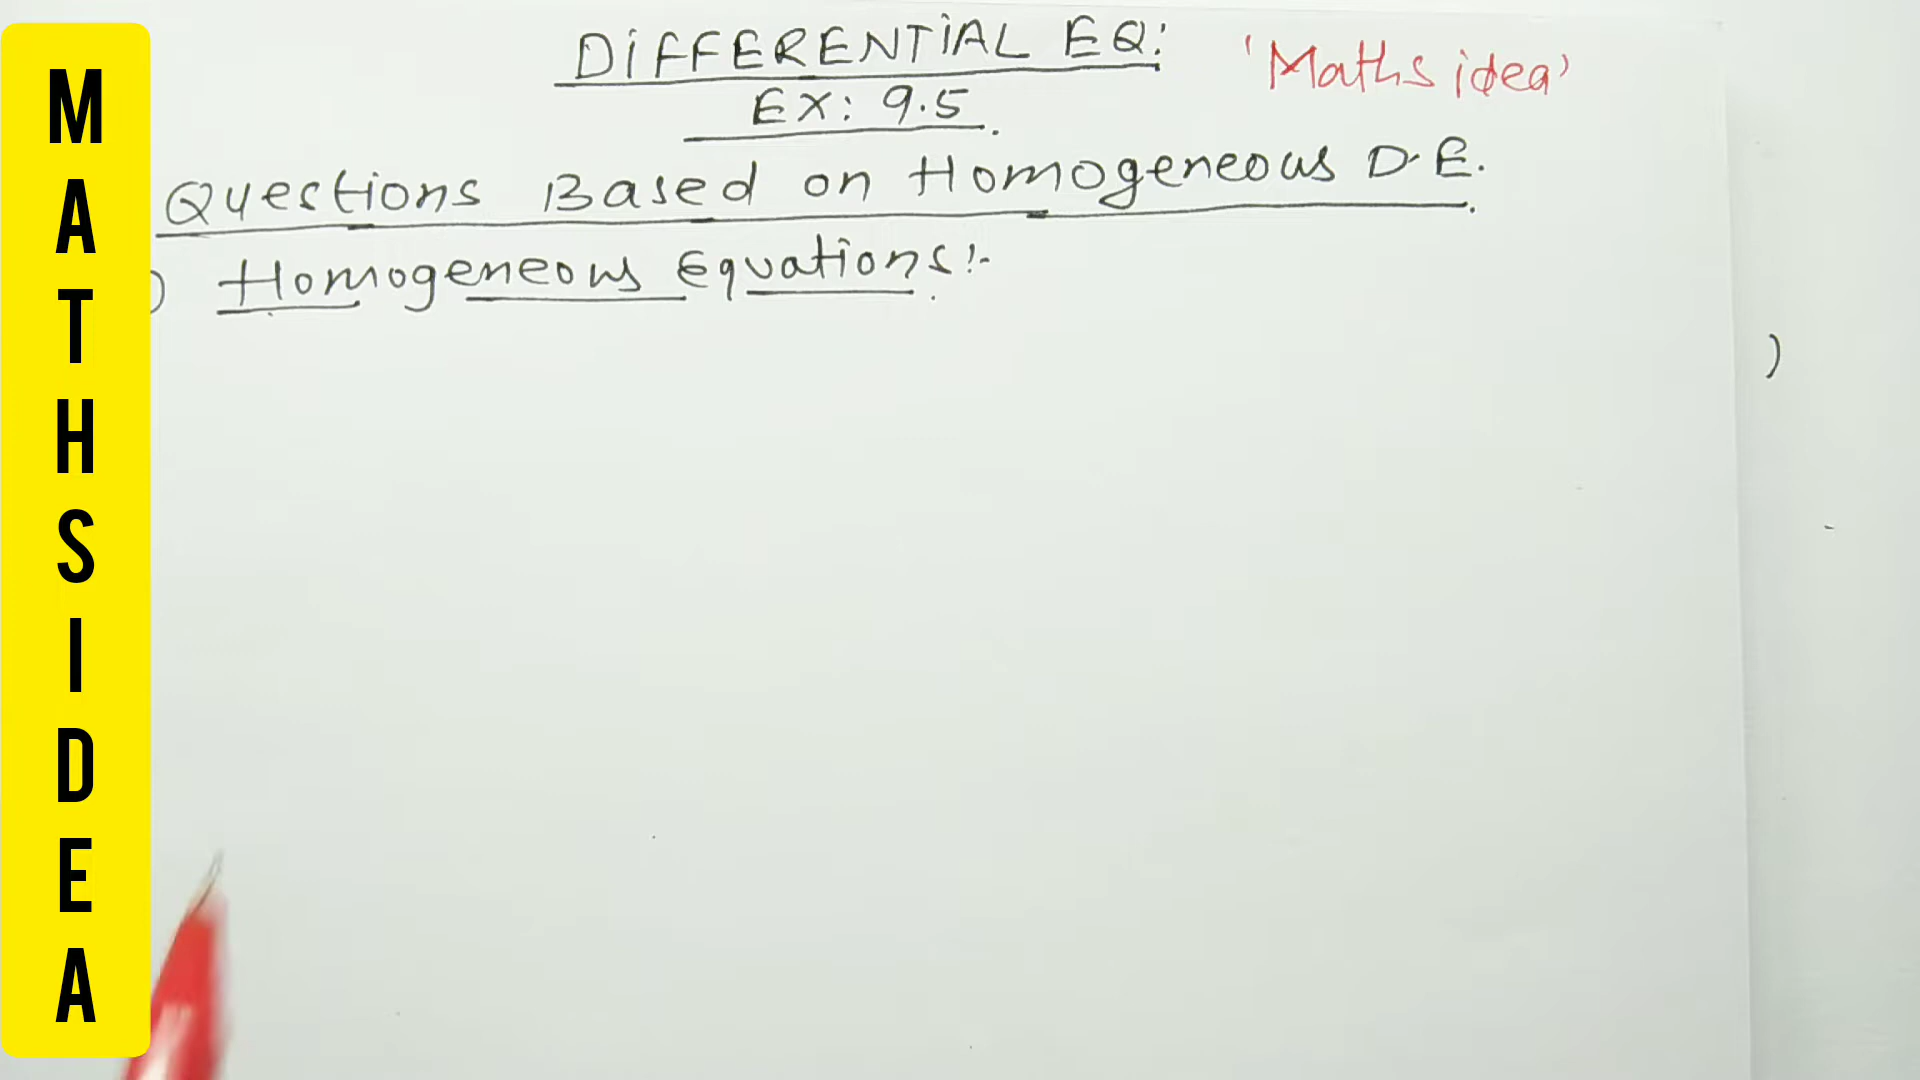 DIFFERENTIAL EQ:
'Maths idea'
EX: 9.5.
Questions Based on Homogeneous D.E.
) Homogeneous Equations:-
)
MATHS IDEA